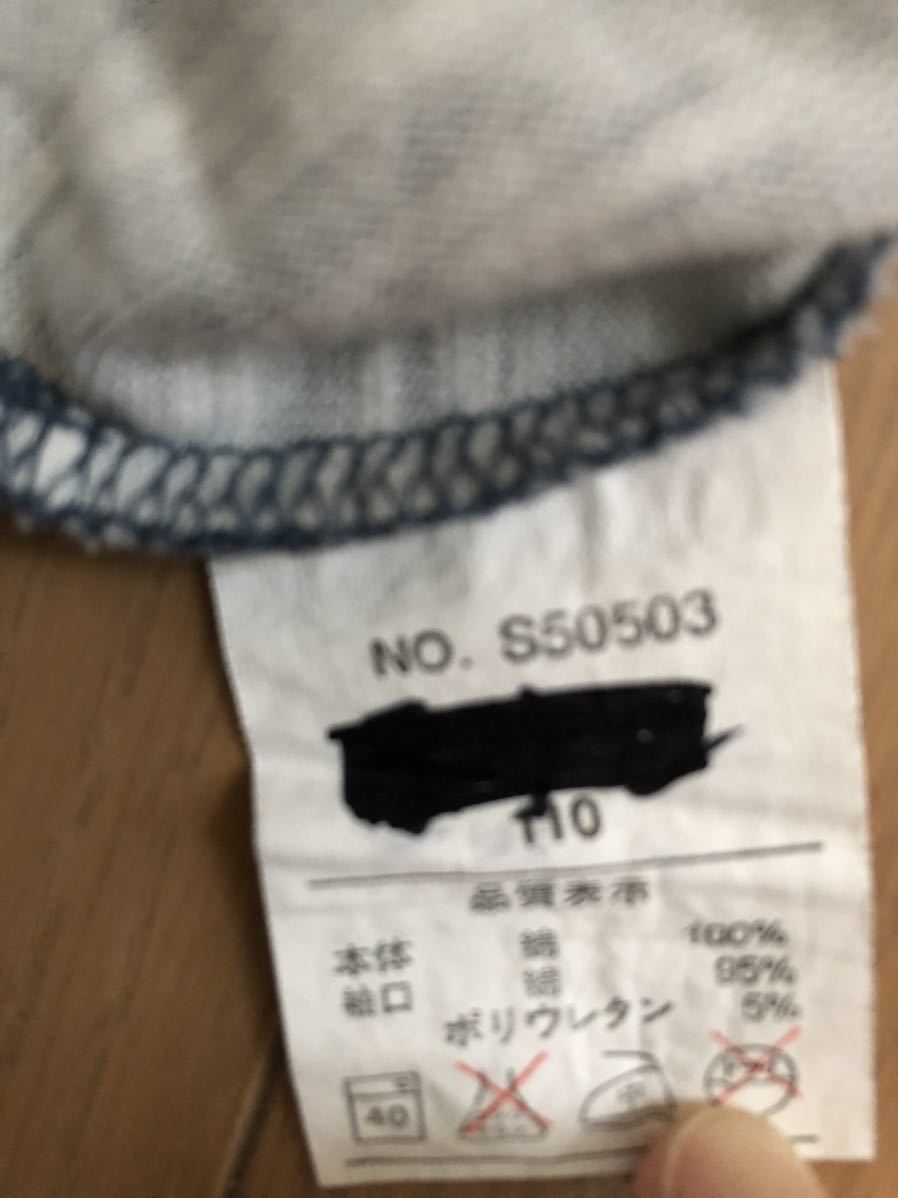 NO. S50503
110
品質表示
本体 綿 100%
袖口 綿 95%
ポリウレタン 5%
40 中